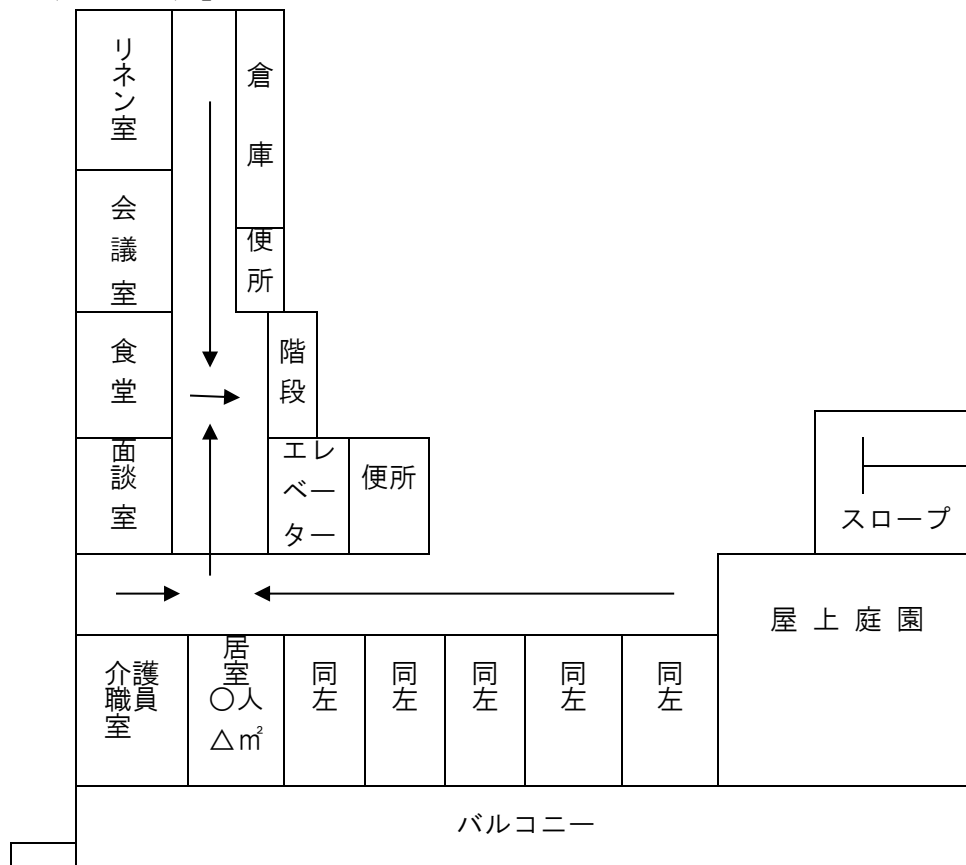 リネン室
倉庫
会議室
便所
食堂
階段
面談室
エレベーター
便所
スロープ
屋上庭園
介護職員室
居室
〇人
△㎡
同左
同左
同左
同左
同左
バルコニー